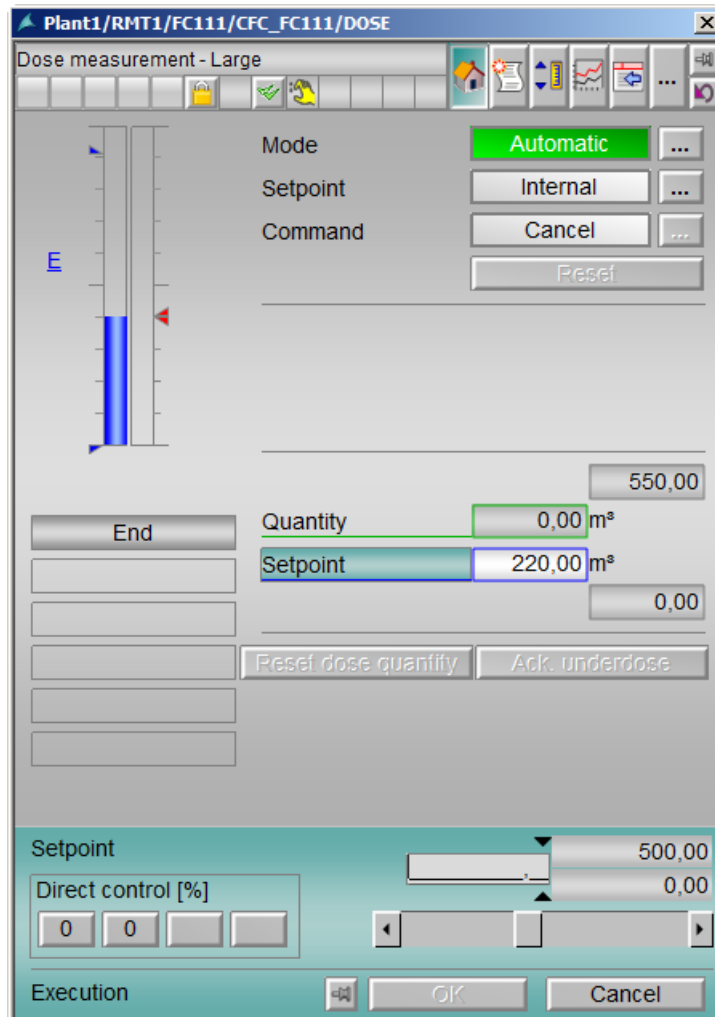 Plant1/RMT1/FC111/CFC_FC111/DOSE
Dose measurement - Large
...
Mode Automatic ...
Setpoint Internal ...
Command Cancel ...
Reset
E
550,00
End
Quantity 0,00 m³
Setpoint 220,00 m³
0,00
Reset dose quantity Ack. underdose
Setpoint 500,00
_______,_
0,00
Direct control [%]
0 0
Execution OK Cancel